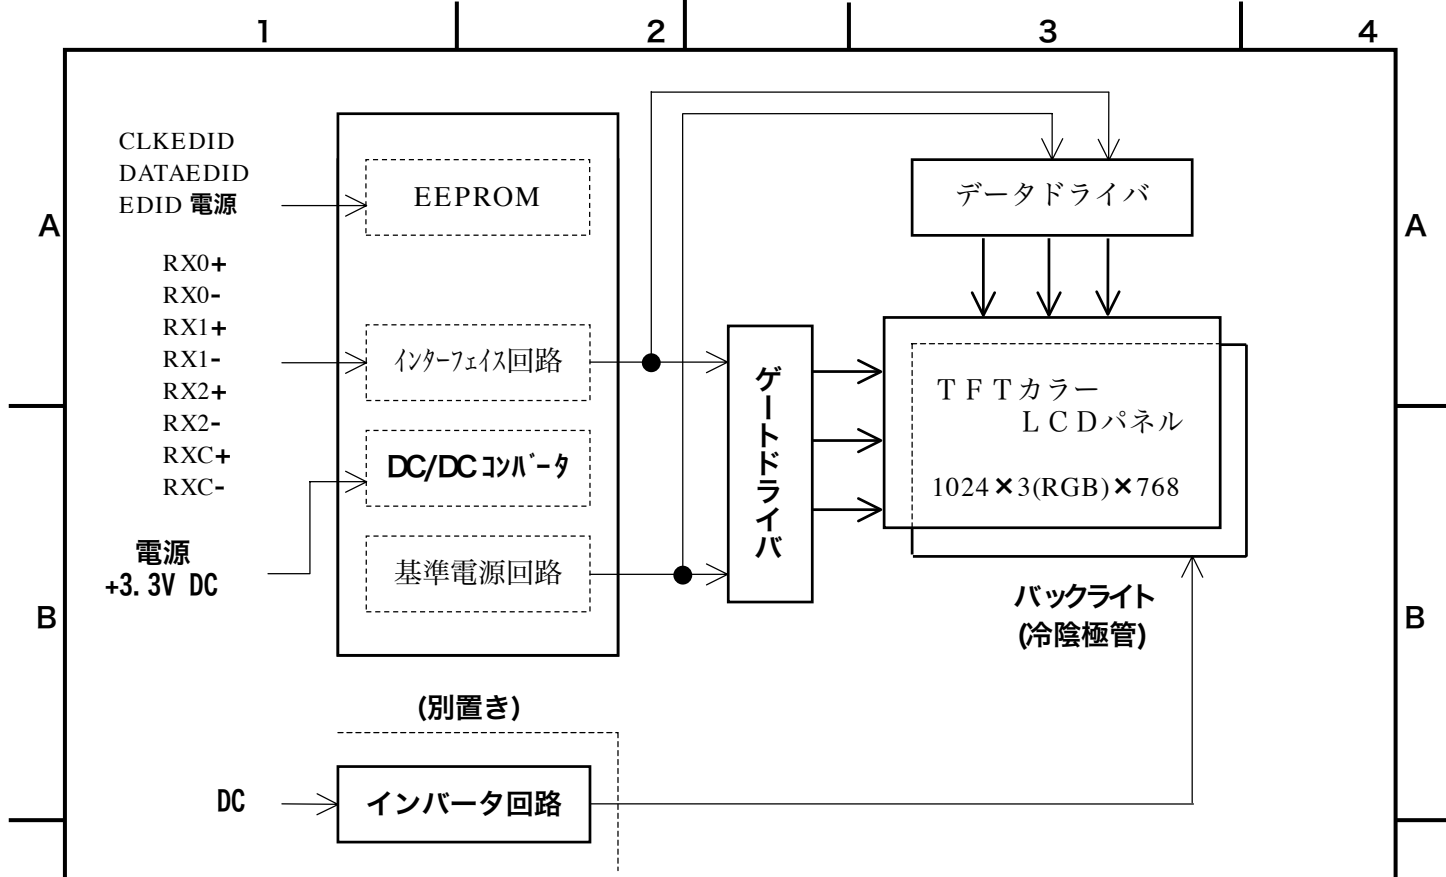 1
2
3
4
A
A
B
B
CLKEDID
DATAEDID
EDID 電源
RX0+
RX0-
RX1+
RX1-
RX2+
RX2-
RXC+
RXC-
電源
+3.3V DC
EEPROM
ｲﾝﾀｰﾌｪｲｽ回路
DC/DC ｺﾝﾊﾞｰﾀ
基準電源回路
データドライバ
ゲートドライバ
ＴＦＴカラー
ＬＣＤパネル
1024×3(RGB)×768
バックライト
(冷陰極管)
(別置き)
DC
インバータ回路